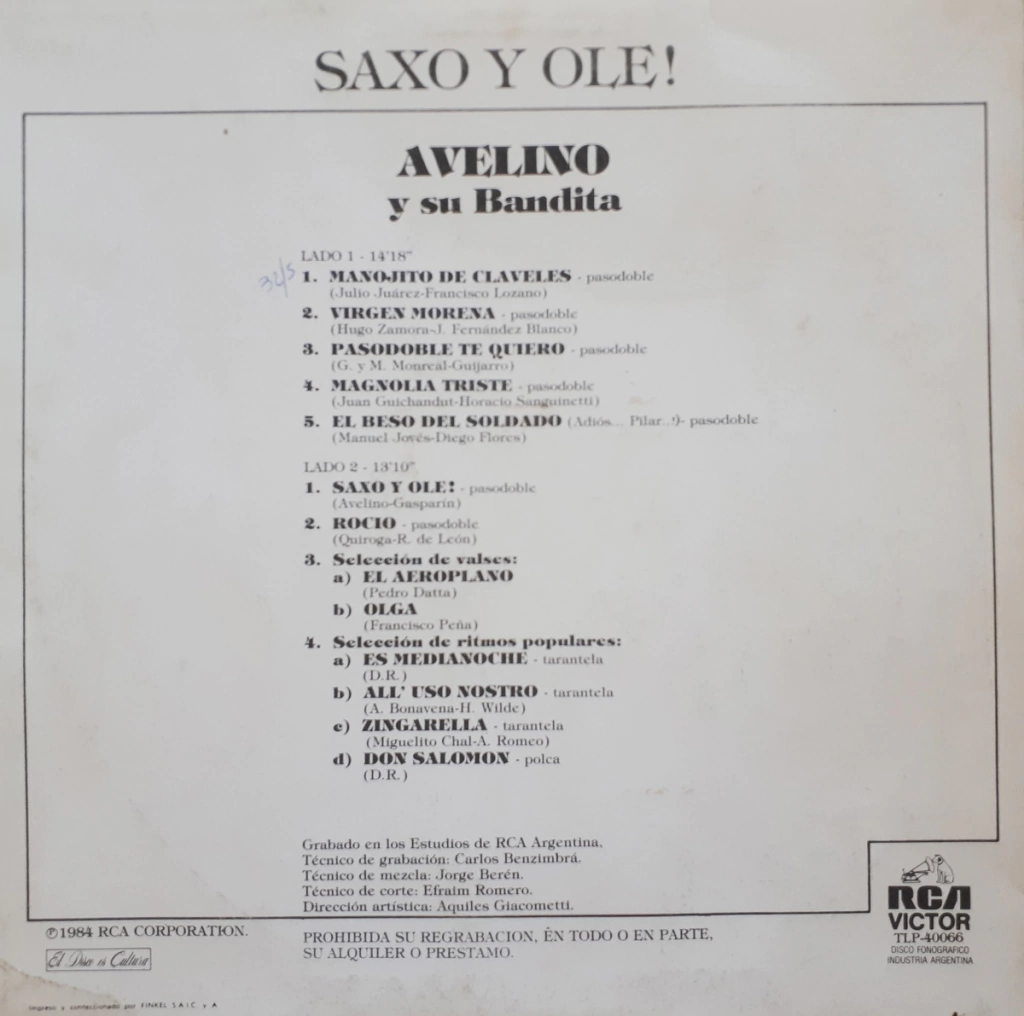 SAXO Y OLE!
AVELINO
y su Bandita
LADO 1 - 14'18"
1. MANOJITO DE CLAVELES - pasodoble
(Julio Juárez-Francisco Lozano)
2. VIRGEN MORENA - pasodoble
(Hugo Zamora-J. Fernández Blanco)
3. PASODOBLE TE QUIERO - pasodoble
(G. y M. Monreal-Guijarro)
4. MAGNOLIA TRISTE - pasodoble
(Juan Guichandut-Horacio Sanguinetti)
5. EL BESO DEL SOLDADO (Adiós... Pilar..!)- pasodoble
(Manuel Jovés-Diego Flores)
LADO 2 - 13'10"
1. SAXO Y OLE! - pasodoble
(Avelino-Gasparín)
2. ROCIO - pasodoble
(Quiroga-R. de León)
3. Selección de valses:
a) EL AEROPLANO
(Pedro Datta)
b) OLGA
(Francisco Peña)
4. Selección de ritmos populares:
a) ES MEDIANOCHE - tarantela
(D.R.)
b) ALL' USO NOSTRO - tarantela
(A. Bonavena-H. Wilde)
c) ZINGARELLA - tarantela
(Miguelito Chal-A. Romeo)
d) DON SALOMON - polca
(D.R.)
Grabado en los Estudios de RCA Argentina.
Técnico de grabación: Carlos Benzimbrá.
Técnico de mezcla: Jorge Berén.
Técnico de corte: Efraim Romero.
Dirección artística: Aquiles Giacometti.
℗1984 RCA CORPORATION.
El Disco es Cultura
PROHIBIDA SU REGRABACION, ÉN TODO O EN PARTE,
SU ALQUILER O PRESTAMO.
RCA
VICTOR
TLP-40066
DISCO FONOGRAFICO
INDUSTRIA ARGENTINA
Impreso y confeccionado por FINKEL S.A.I.C. y A